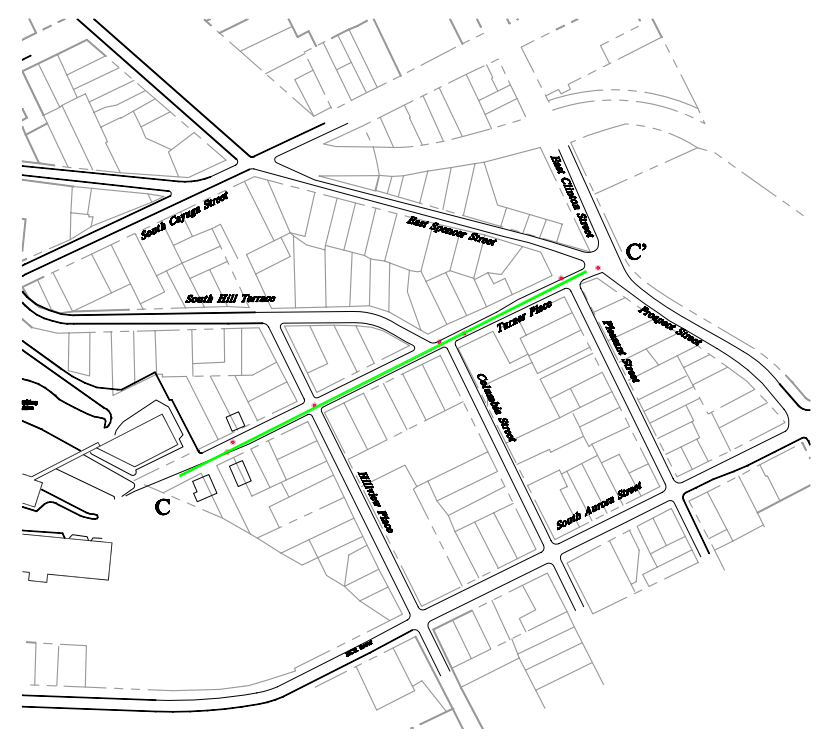 East Clinton Street
South Cayuga Street
East Spencer Street
C’
South Hill Terrace
Turner Place
Prospect Street
Pleasant Street
Columbia Street
Hillview Place
South Aurora Street
C